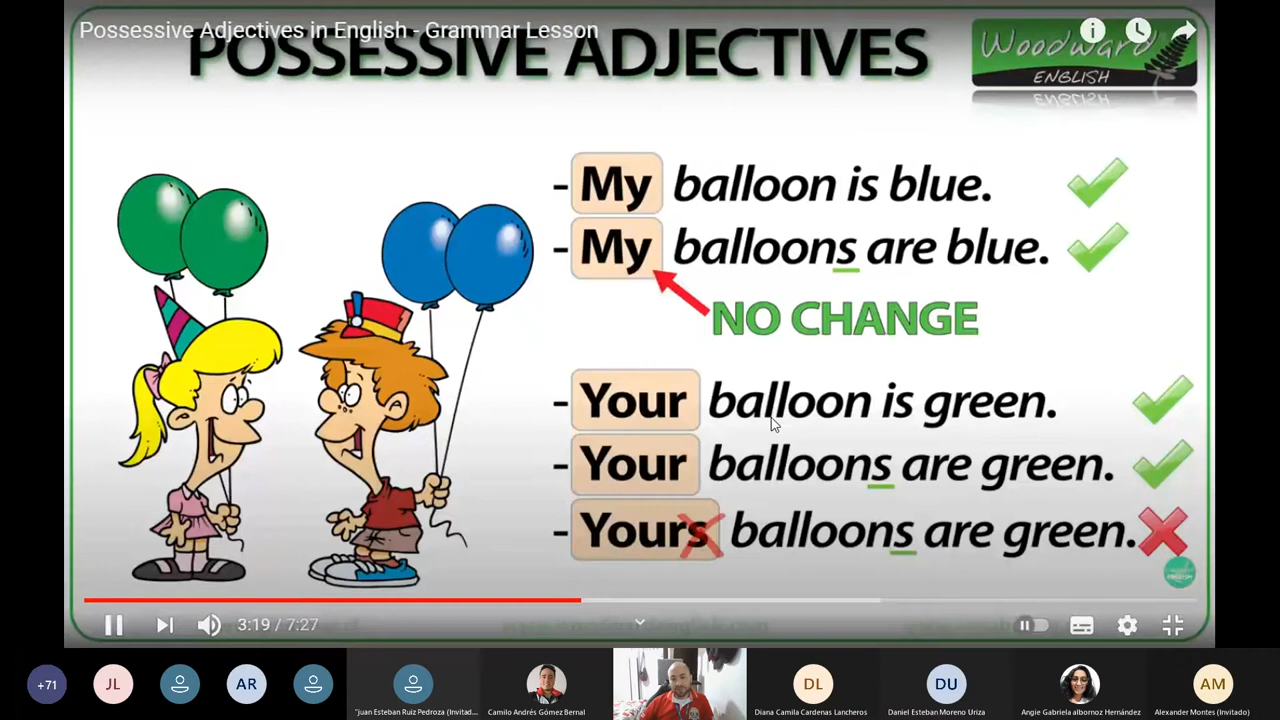 Possessive Adjectives in English - Grammar Lesson
POSSESSIVE ADJECTIVES
Woodward
ENGLISH
- My balloon is blue.
- My balloons are blue.
NO CHANGE
- Your balloon is green.
- Your balloons are green.
- Yours balloons are green.
3:19 / 7:27
+71
JL
AR
DL
DU
AM
"juan Esteban Ruiz Pedroza (Invitad...
Camilo Andrés Gómez Bernal
Diana Camila Cardenas Lancheros
Daniel Esteban Moreno Uriza
Angie Gabriela albornoz Hernández
Alexander Montes (Invitado)